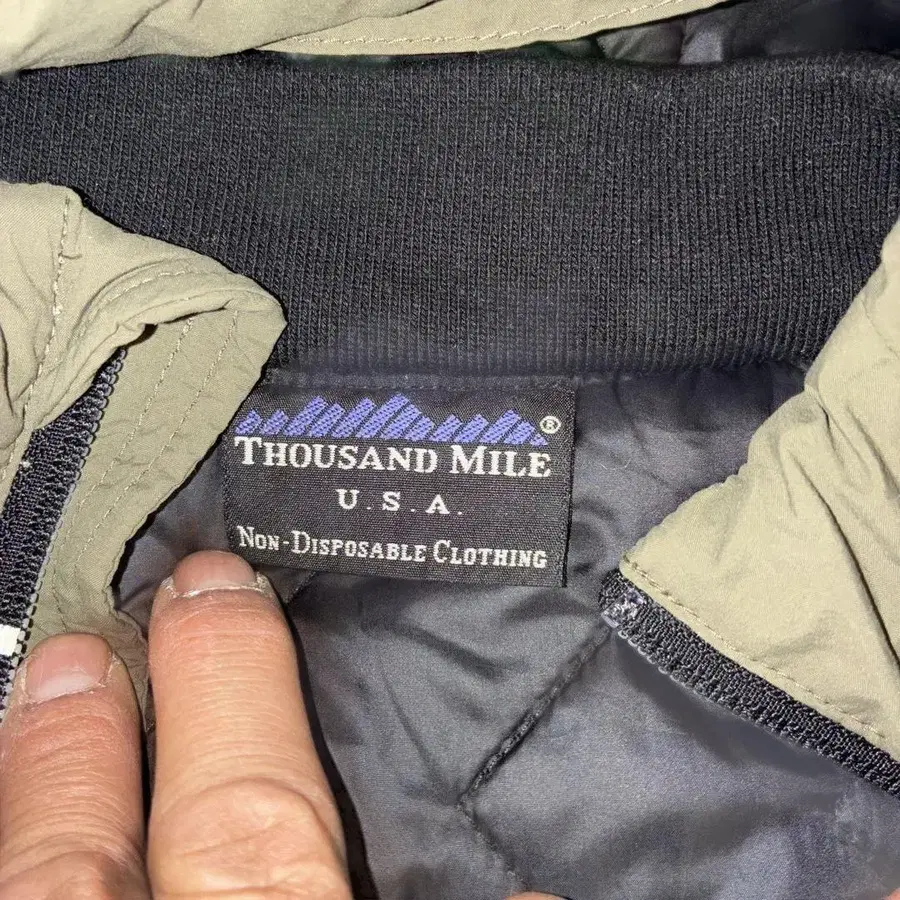 ®
THOUSAND MILE
U.S.A.
NON-DISPOSABLE CLOTHING